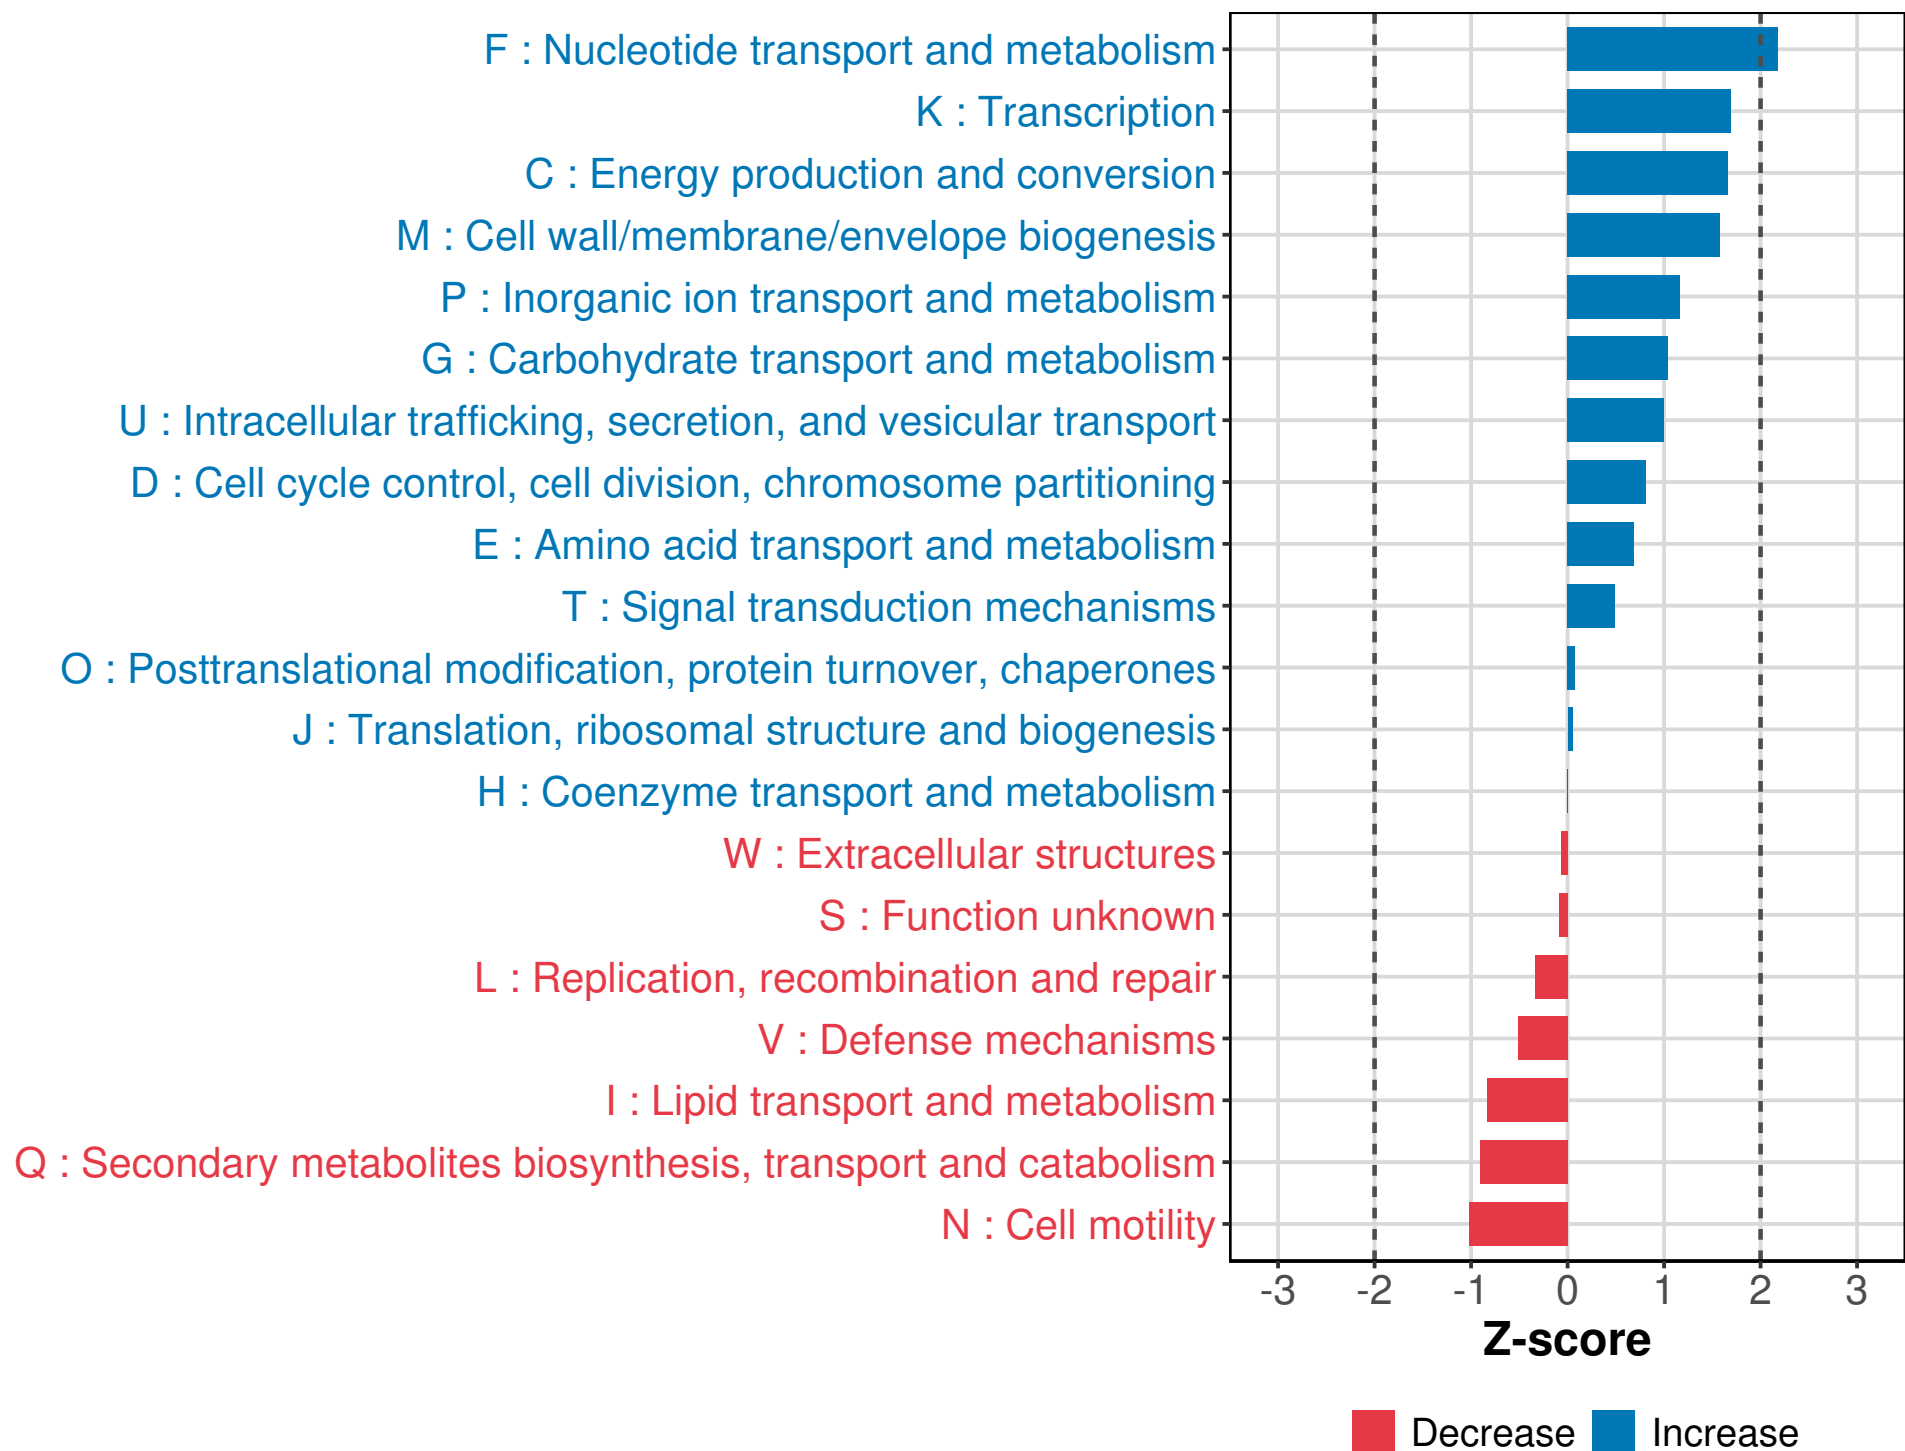 F : Nucleotide transport and metabolism
K : Transcription
C : Energy production and conversion
M : Cell wall/membrane/envelope biogenesis
P : Inorganic ion transport and metabolism
G : Carbohydrate transport and metabolism
U : Intracellular trafficking, secretion, and vesicular transport
D : Cell cycle control, cell division, chromosome partitioning
E : Amino acid transport and metabolism
T : Signal transduction mechanisms
O : Posttranslational modification, protein turnover, chaperones
J : Translation, ribosomal structure and biogenesis
H : Coenzyme transport and metabolism
W : Extracellular structures
S : Function unknown
L : Replication, recombination and repair
V : Defense mechanisms
I : Lipid transport and metabolism
Q : Secondary metabolites biosynthesis, transport and catabolism
N : Cell motility
-3 -2 -1 0 1 2 3
Z-score
Decrease Increase